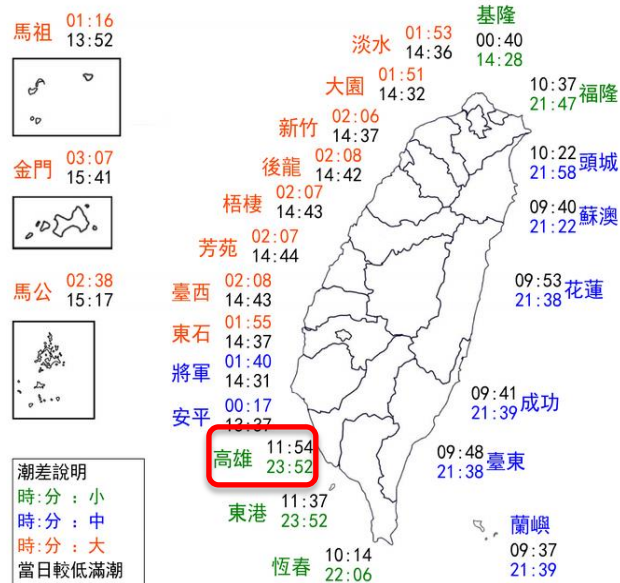 馬祖 01:16
13:52
金門 03:07
15:41
馬公 02:38
15:17
基隆
00:40
14:28
淡水 01:53
14:36
大園 01:51
14:32
新竹 02:06
14:37
後龍 02:08
14:42
梧棲 02:07
14:43
芳苑 02:07
14:44
臺西 02:08
14:43
東石 01:55
14:37
將軍 01:40
14:31
安平 00:17
13:37
高雄 11:54
23:52
東港 11:37
23:52
恆春 10:14
22:06
10:37
21:47 福隆
10:22
21:58 頭城
09:40
21:22 蘇澳
09:53
21:38 花蓮
09:41
21:39 成功
09:48
21:38 臺東
蘭嶼
09:37
21:39
潮差說明
時:分 : 小
時:分 : 中
時:分 : 大
當日較低滿潮